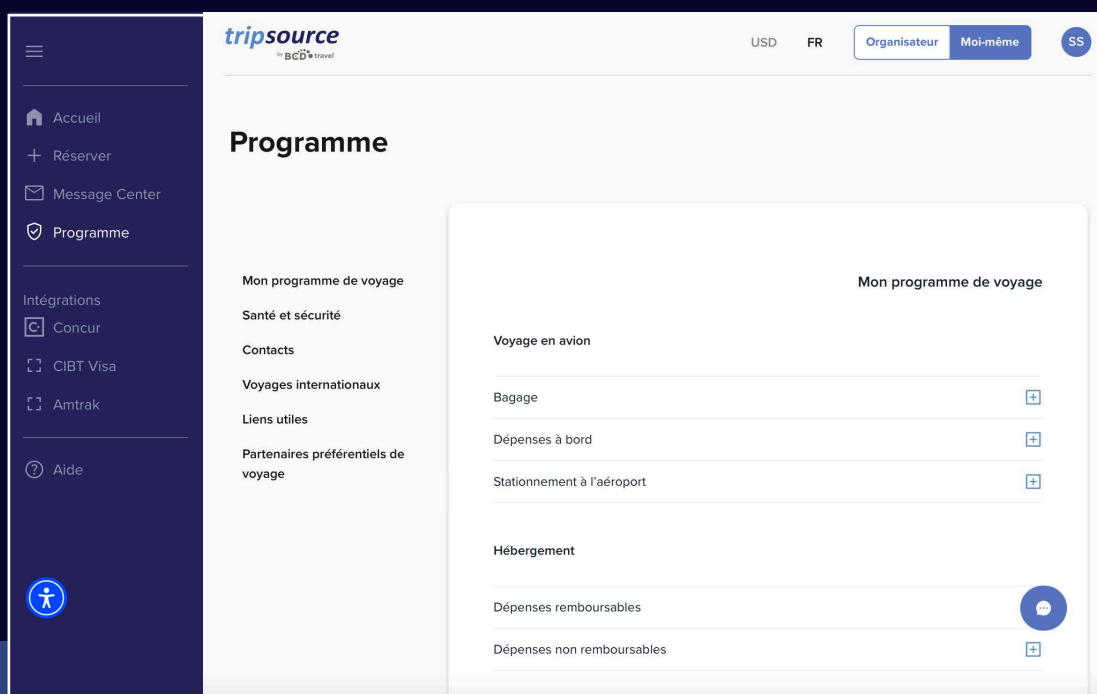 tripsource
by BCD travel
USD
FR
Organisateur
Moi-même
SS
Accueil
Réserver
Message Center
Programme
Intégrations
Concur
CIBT Visa
Amtrak
Aide
Programme
Mon programme de voyage
Santé et sécurité
Contacts
Voyages internationaux
Liens utiles
Partenaires préférentiels de
voyage
Mon programme de voyage
Voyage en avion
Bagage
Dépenses à bord
Stationnement à l'aéroport
Hébergement
Dépenses remboursables
Dépenses non remboursables